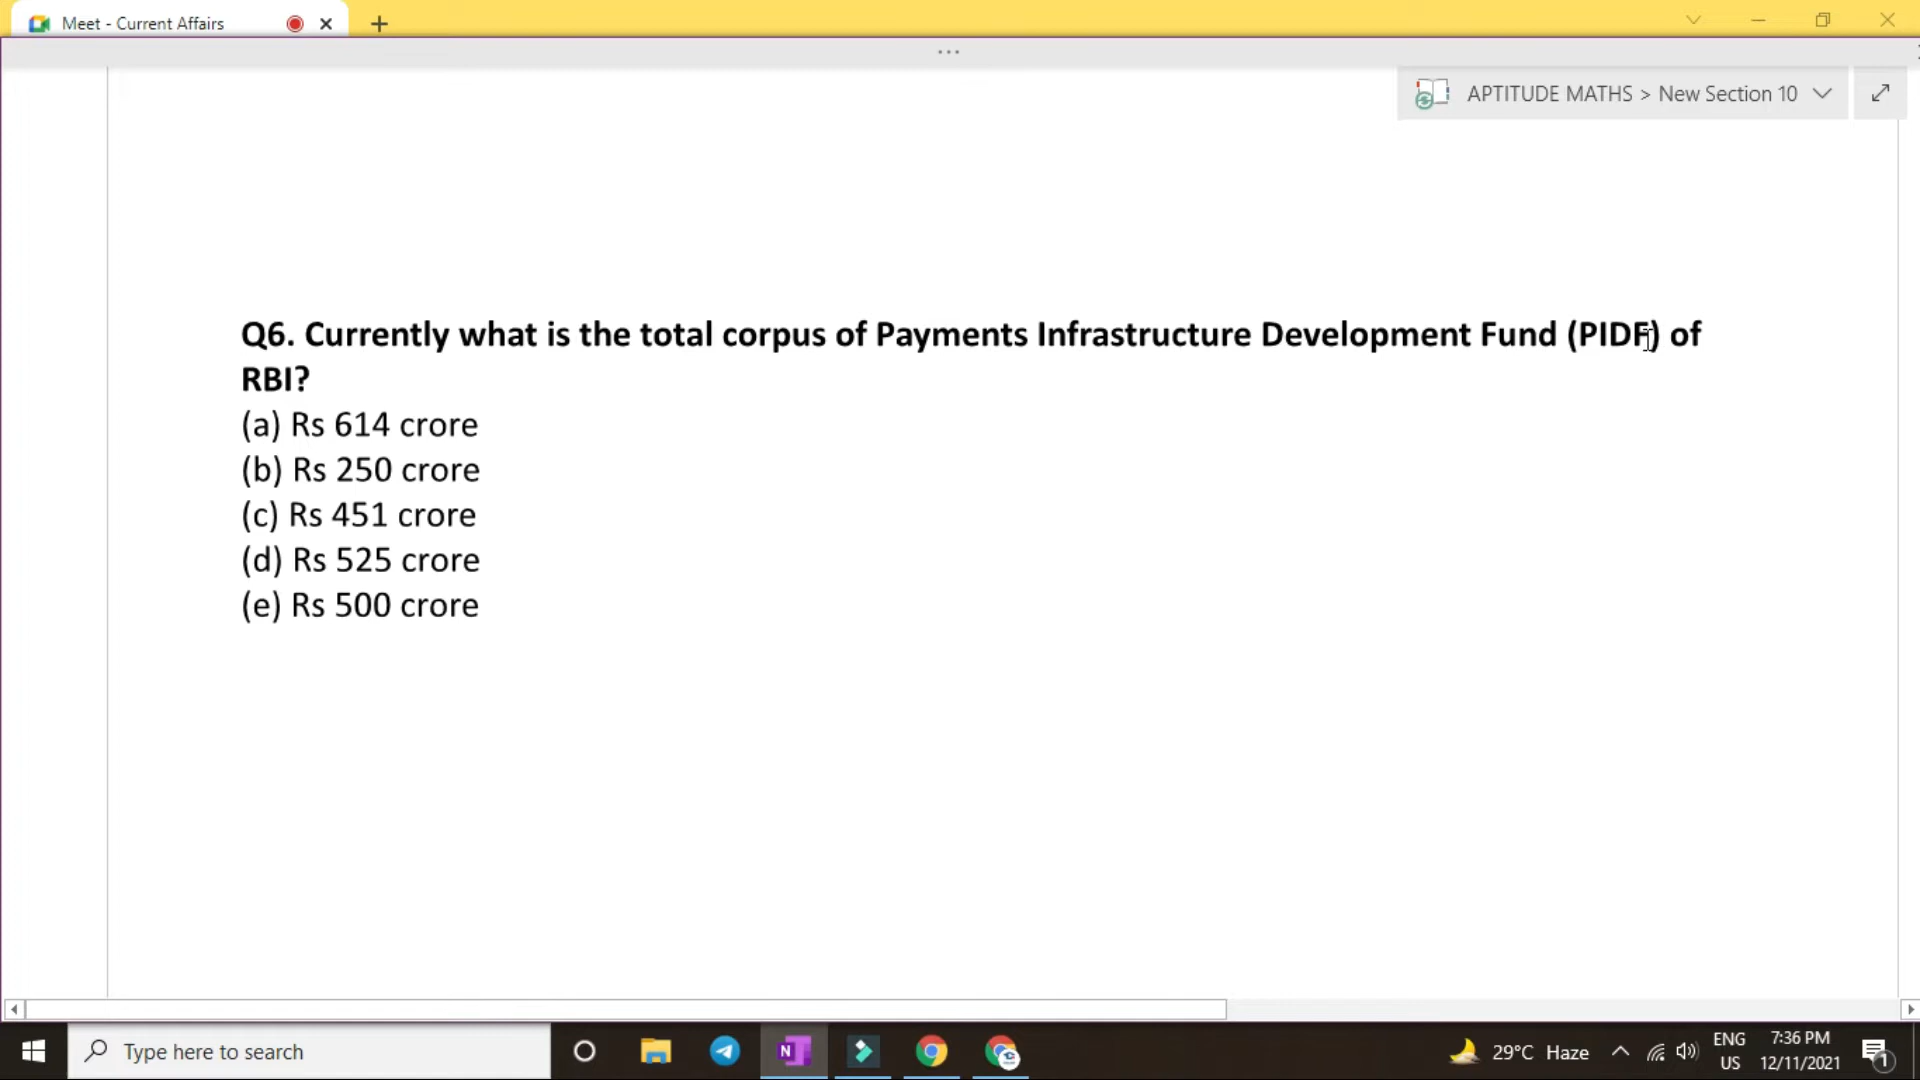 Meet - Current Affairs
APTITUDE MATHS > New Section 10
Q6. Currently what is the total corpus of Payments Infrastructure Development Fund (PIDF) of
RBI?
(a) Rs 614 crore
(b) Rs 250 crore
(c) Rs 451 crore
(d) Rs 525 crore
(e) Rs 500 crore
Type here to search
N
29°C Haze
ENG
US
7:36 PM
12/11/2021
1